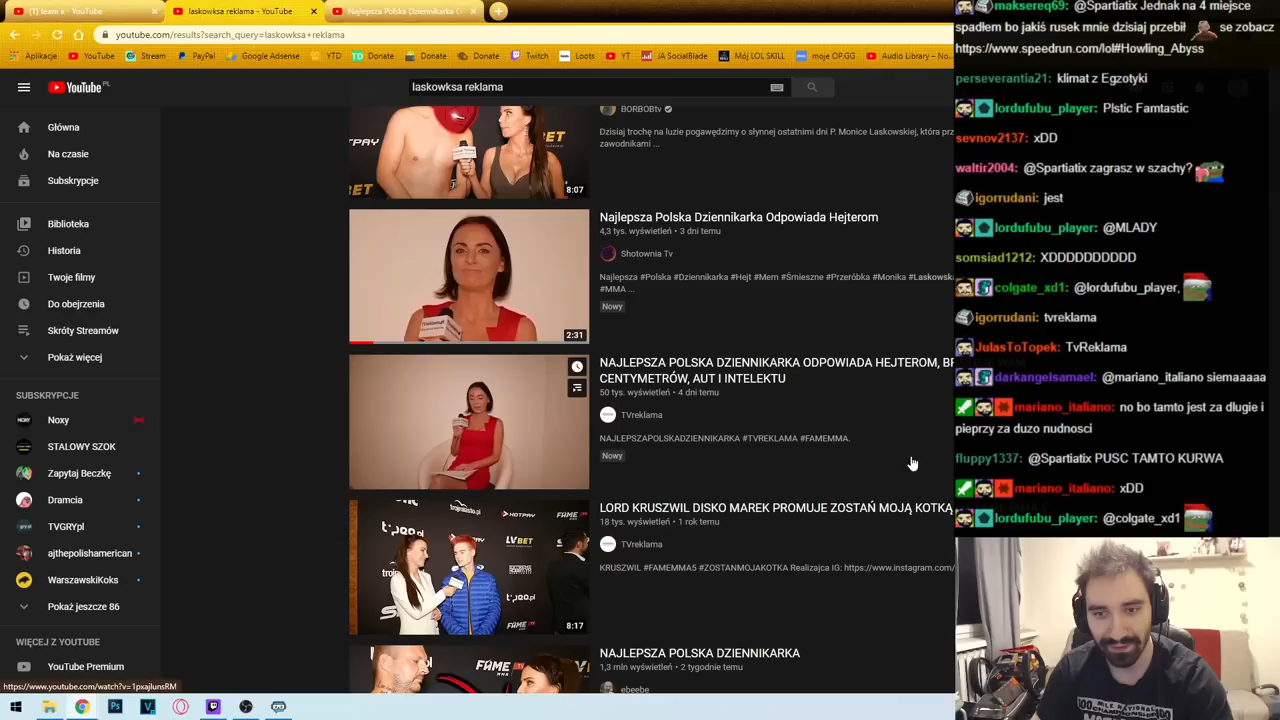 (1) team x - YouTube
laskowksa reklama - YouTube
Najlepsza Polska Dziennikarka O
youtube.com/results?search_query=laskowksa+reklama
Aplikacje
YouTube
Stream
PayPal
Google Adsense
YTD
Donate
Donate
Donate
Twitch
Loots
YT
JASocialBlade
Mój LOL SKILL
moje OP.GG
Audio Library – No...
YouTube PL
laskowksa reklama
Główna
Na czasie
Subskrypcje
Biblioteka
Historia
Twoje filmy
Do obejrzenia
Skróty Streamów
Pokaż więcej
SUBSKRYPCJE
Noxy
STALOWY SZOK
Zapytaj Beczkę
Dramcia
TVGRYpl
ajthepolishamerican
WarszawskiKoks
Pokaż jeszcze 86
WIĘCEJ Z YOUTUBE
YouTube Premium
https://www.youtube.com/watch?v=1pxajlunsRM
8:07
BORBOBtv
Dzisiaj trochę na luzie pogawędzimy o słynnej ostatnimi dni P. Monice Laskowskiej, która prz
zawodnikami ...
2:31
Najlepsza Polska Dziennikarka Odpowiada Hejterom
4,3 tys. wyświetleń • 3 dni temu
Shotownia Tv
Najlepsza #Polska #Dziennikarka #Hejt #Mem #Śmieszne #Przeróbka #Monika #Laskowsk
#MMA ...
Nowy
NAJLEPSZA POLSKA DZIENNIKARKA ODPOWIADA HEJTEROM, BR
CENTYMETRÓW, AUT I INTELEKTU
50 tys. wyświetleń • 4 dni temu
TVreklama
NAJLEPSZAPOLSKADZIENNIKARKA #TVREKLAMA #FAMEMMA.
Nowy
8:17
LORD KRUSZWIL DISKO MAREK PROMUJE ZOSTAŃ MOJĄ KOTKĄ
18 tys. wyświetleń • 1 rok temu
TVreklama
KRUSZWIL #FAMEMMA5 #ZOSTANMOJAKOTKA Realizajca IG: https://www.instagram.com/
NAJLEPSZA POLSKA DZIENNIKARKA
1,3 mln wyświetleń • 2 tygodnie temu
ebeebe
maksereq69: @Spartiatix Jednak na 4 miejsce
spadłem bo jakiś rusek mnie dzisiaj przebił se zobacz
https://www.speedrun.com/lol#Howling_Abyss
perseverantia21: klimat z Egzotyki
lordufubu_player: Plstic Famtastic
sevnov2137: xDD
waltir2004: @Spartiatix zagrasz w szachy?
igorrudani: jest
lordufubu_player: @MLADY
somsiad1212: XDDDDDDDDDD
colgate_xd1: @lordufubu_player,
igorrudani: tvreklama
JulasToTopek: TvReklama
darkangelsamael: @mariano_italiano siemaaaaa
mariano_italiano: no bo tamto jest za dlugie i
pieprzy za duzo nudnosci
fluppy1337: @Spartiatix PUSC TAMTO KURWA
mariano_italiano: xDD
lordufubu_player: @colgate_xd1